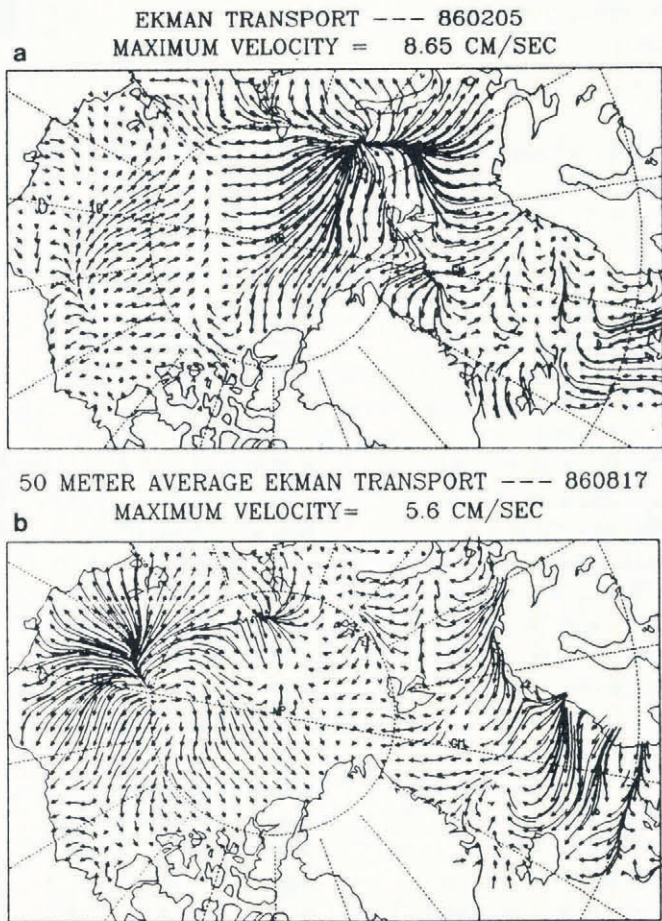 EKMAN TRANSPORT --- 860205
a
MAXIMUM VELOCITY = 8.65 CM/SEC
50 METER AVERAGE EKMAN TRANSPORT --- 860817
b
MAXIMUM VELOCITY= 5.6 CM/SEC